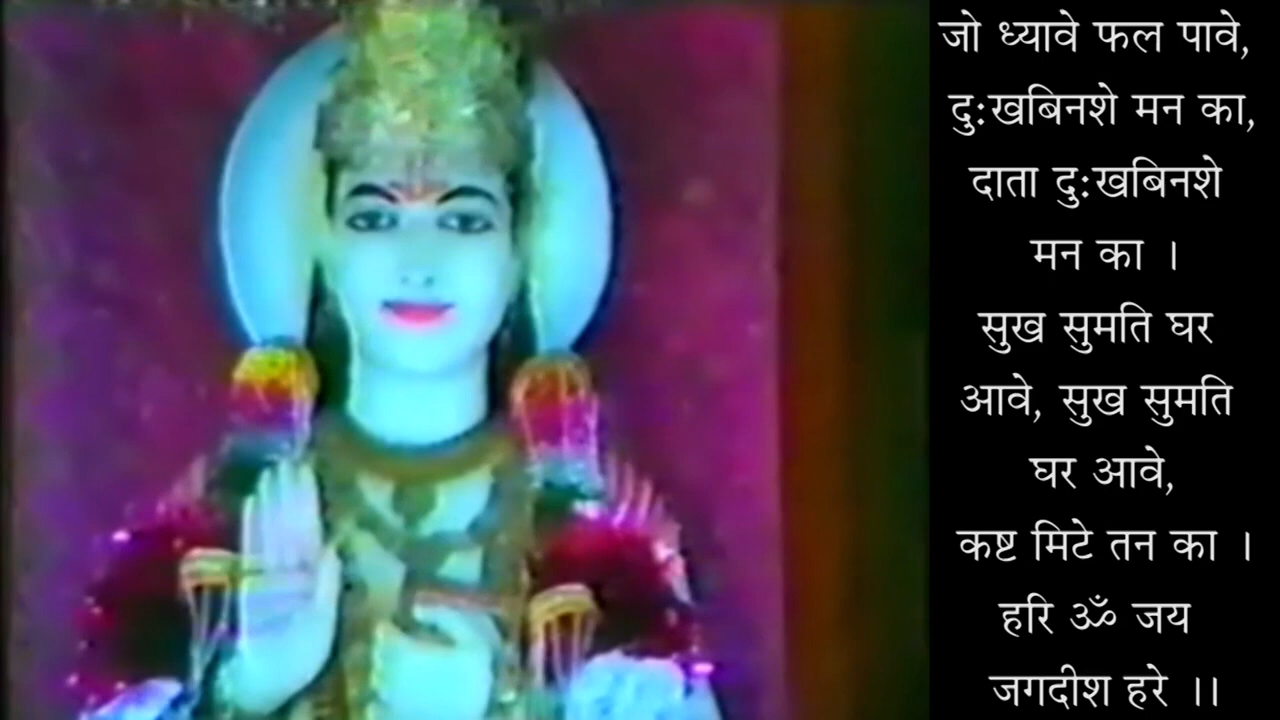 जो ध्यावे फल पावे,
दुःखबिनशे मन का,
दाता दुःखबिनशे
मन का ।
सुख सुमति घर
आवे, सुख सुमति
घर आवे,
कष्ट मिटे तन का ।
हरि ॐ जय
जगदीश हरे ।।